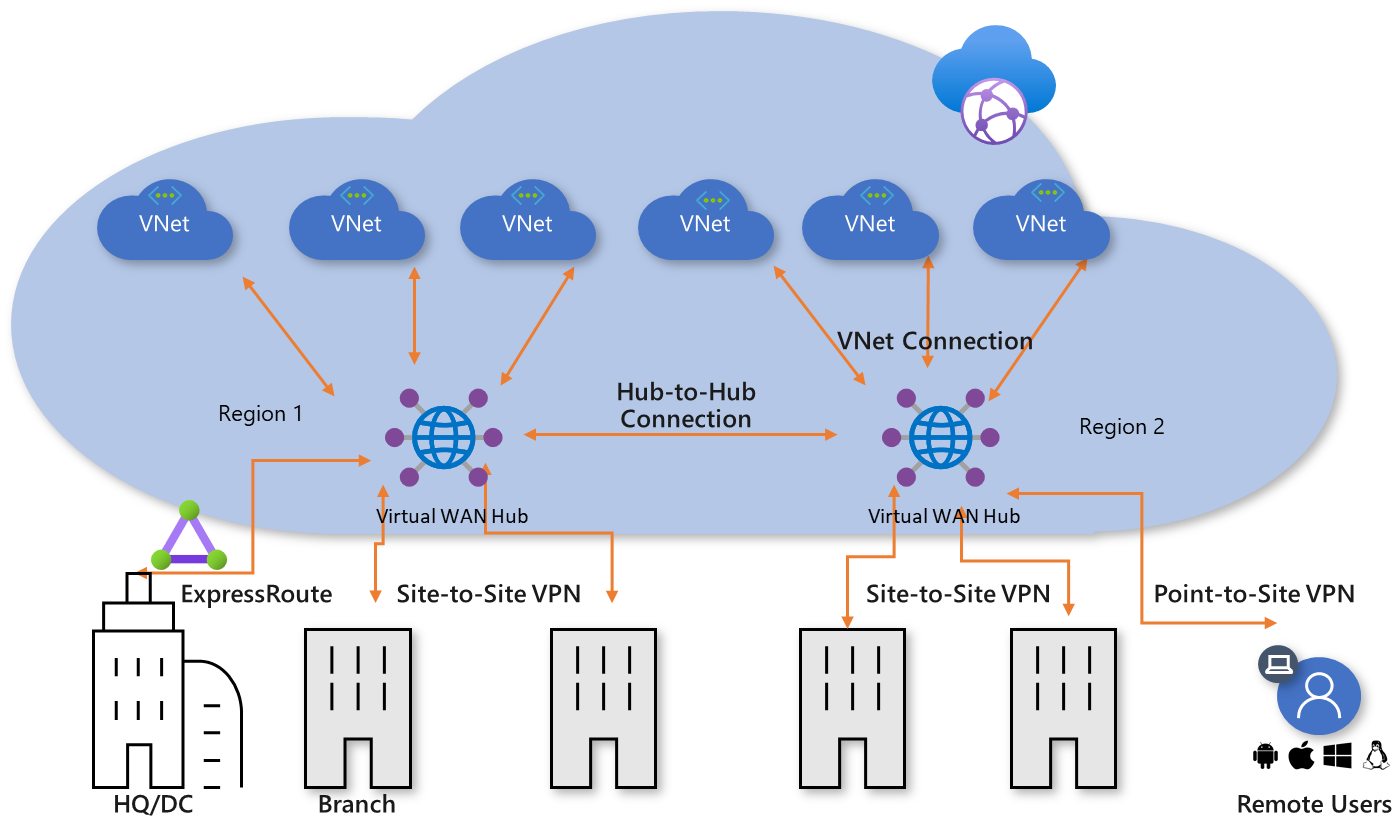 VNet
VNet
VNet
VNet
VNet
VNet
VNet Connection
Hub-to-Hub
Connection
Region 1
Region 2
Virtual WAN Hub
Virtual WAN Hub
ExpressRoute
Site-to-Site VPN
Site-to-Site VPN
Point-to-Site VPN
HQ/DC
Branch
Remote Users